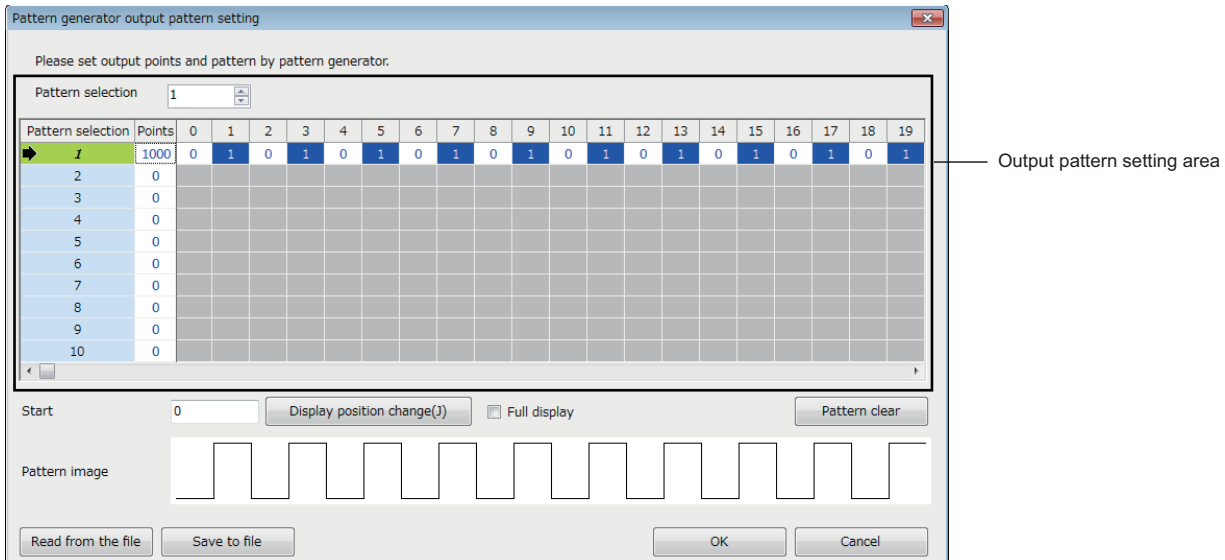 Pattern generator output pattern setting
Please set output points and pattern by pattern generator.
Pattern selection 1
Pattern selection Points 0 1 2 3 4 5 6 7 8 9 10 11 12 13 14 15 16 17 18 19
1 1000 0 1 0 1 0 1 0 1 0 1 0 1 0 1 0 1 0 1 0 1
Output pattern setting area
2 0
3 0
4 0
5 0
6 0
7 0
8 0
9 0
10 0
Start 0 Display position change(J) Full display Pattern clear
Pattern image
Read from the file Save to file OK Cancel